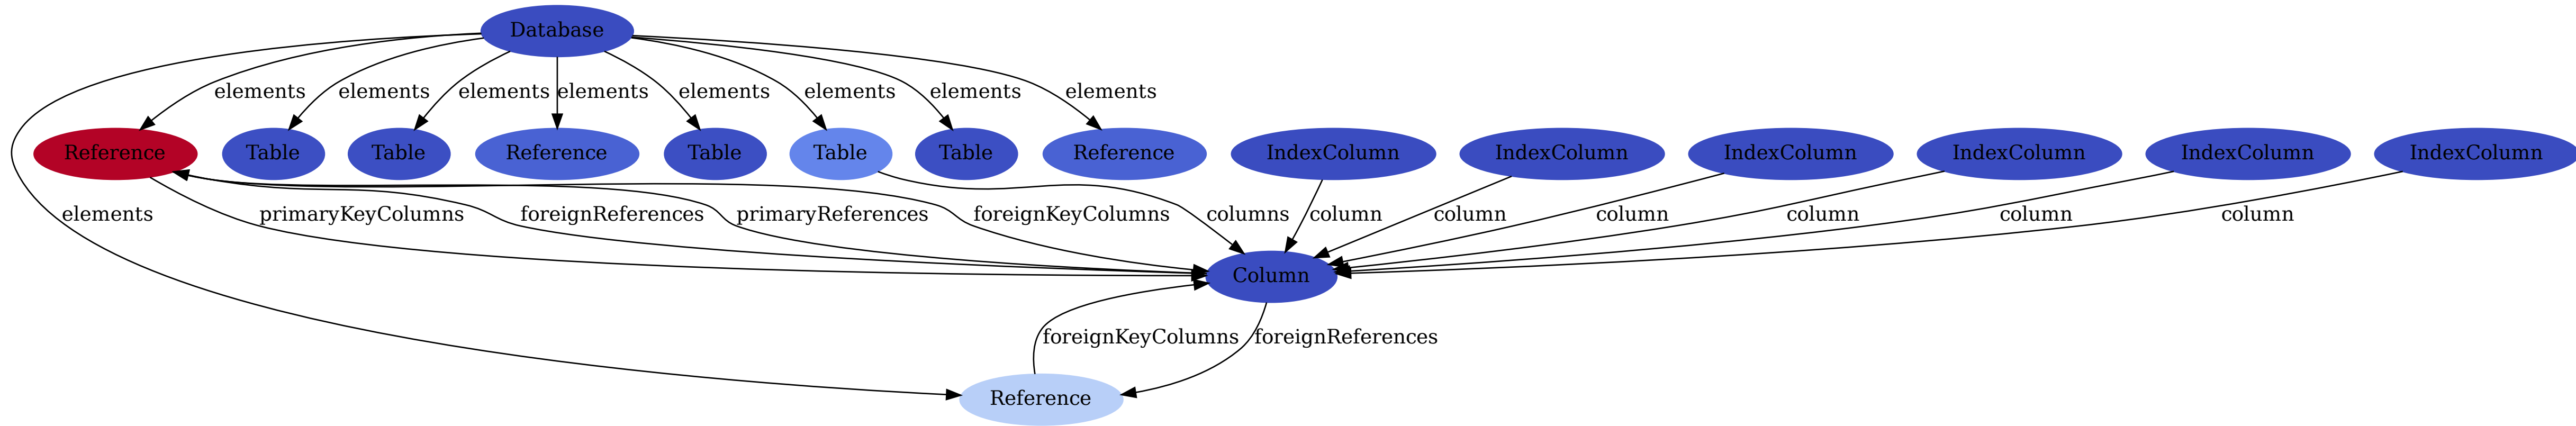 Database
elements elements elements elements elements elements elements elements
Reference Table Table Reference Table Table Table Reference IndexColumn IndexColumn IndexColumn IndexColumn IndexColumn IndexColumn
elements primaryKeyColumns foreignReferences primaryReferences foreignKeyColumns columns column column column column column column
Column
foreignKeyColumns foreignReferences
Reference